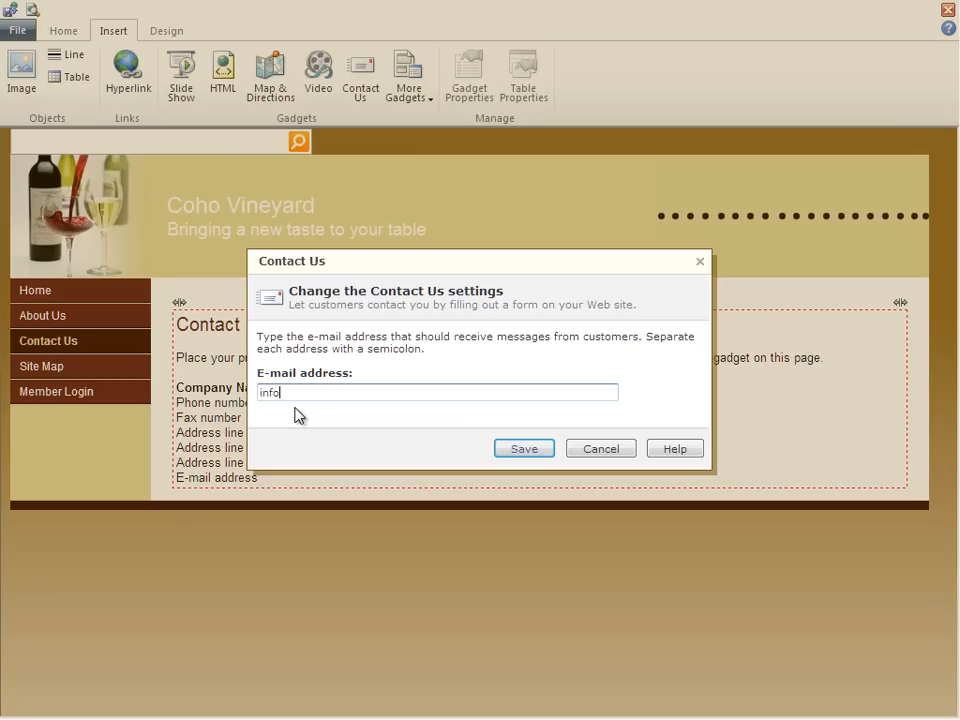 File Home Insert Design
Image Line Table Hyperlink Slide Show HTML Map & Directions Video Contact Us More Gadgets Gadget Properties Table Properties
Objects Links Gadgets Manage
Coho Vineyard
Bringing a new taste to your table
Home
About Us
Contact Us
Site Map
Member Login
Contact
Place your pr
gadget on this page.
Company Na
Phone numbe
Fax number
Address line
Address line
Address line
E-mail address
Contact Us
Change the Contact Us settings
Let customers contact you by filling out a form on your Web site.
Type the e-mail address that should receive messages from customers. Separate
each address with a semicolon.
E-mail address:
info
Save Cancel Help